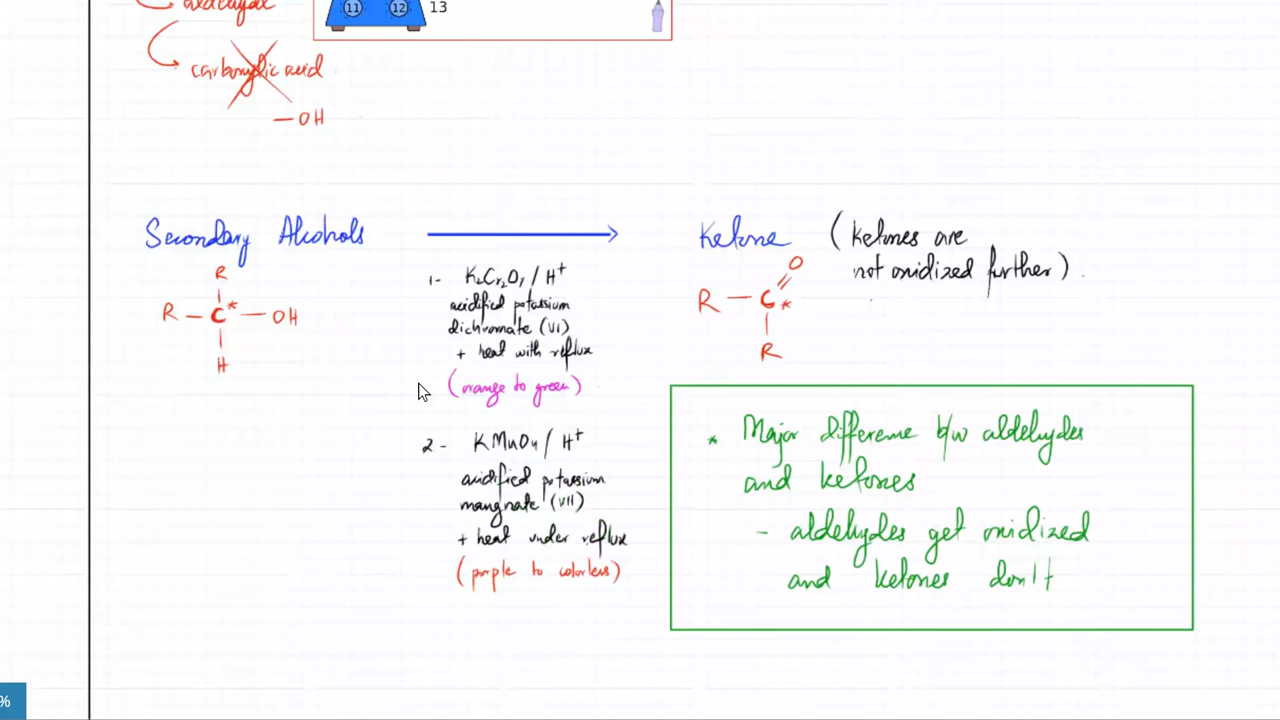 aldehyde
11 12 13
carboxylic acid
—OH
Secondary Alcohols
Ketone (ketones are
not oxidized further)
R
R — C* — OH
H
1- K2Cr2O7 / H+
acidified potassium
dichromate (VI)
+ heat with reflux
(orange to green)
2- KMnO4 / H+
acidified potassium
mangnate (VII)
+ heat under reflux
(purple to colorless)
O
R — C*
R
* Major difference b/w aldehydes
and ketones
- aldehydes get oxidized
and ketones don't
%